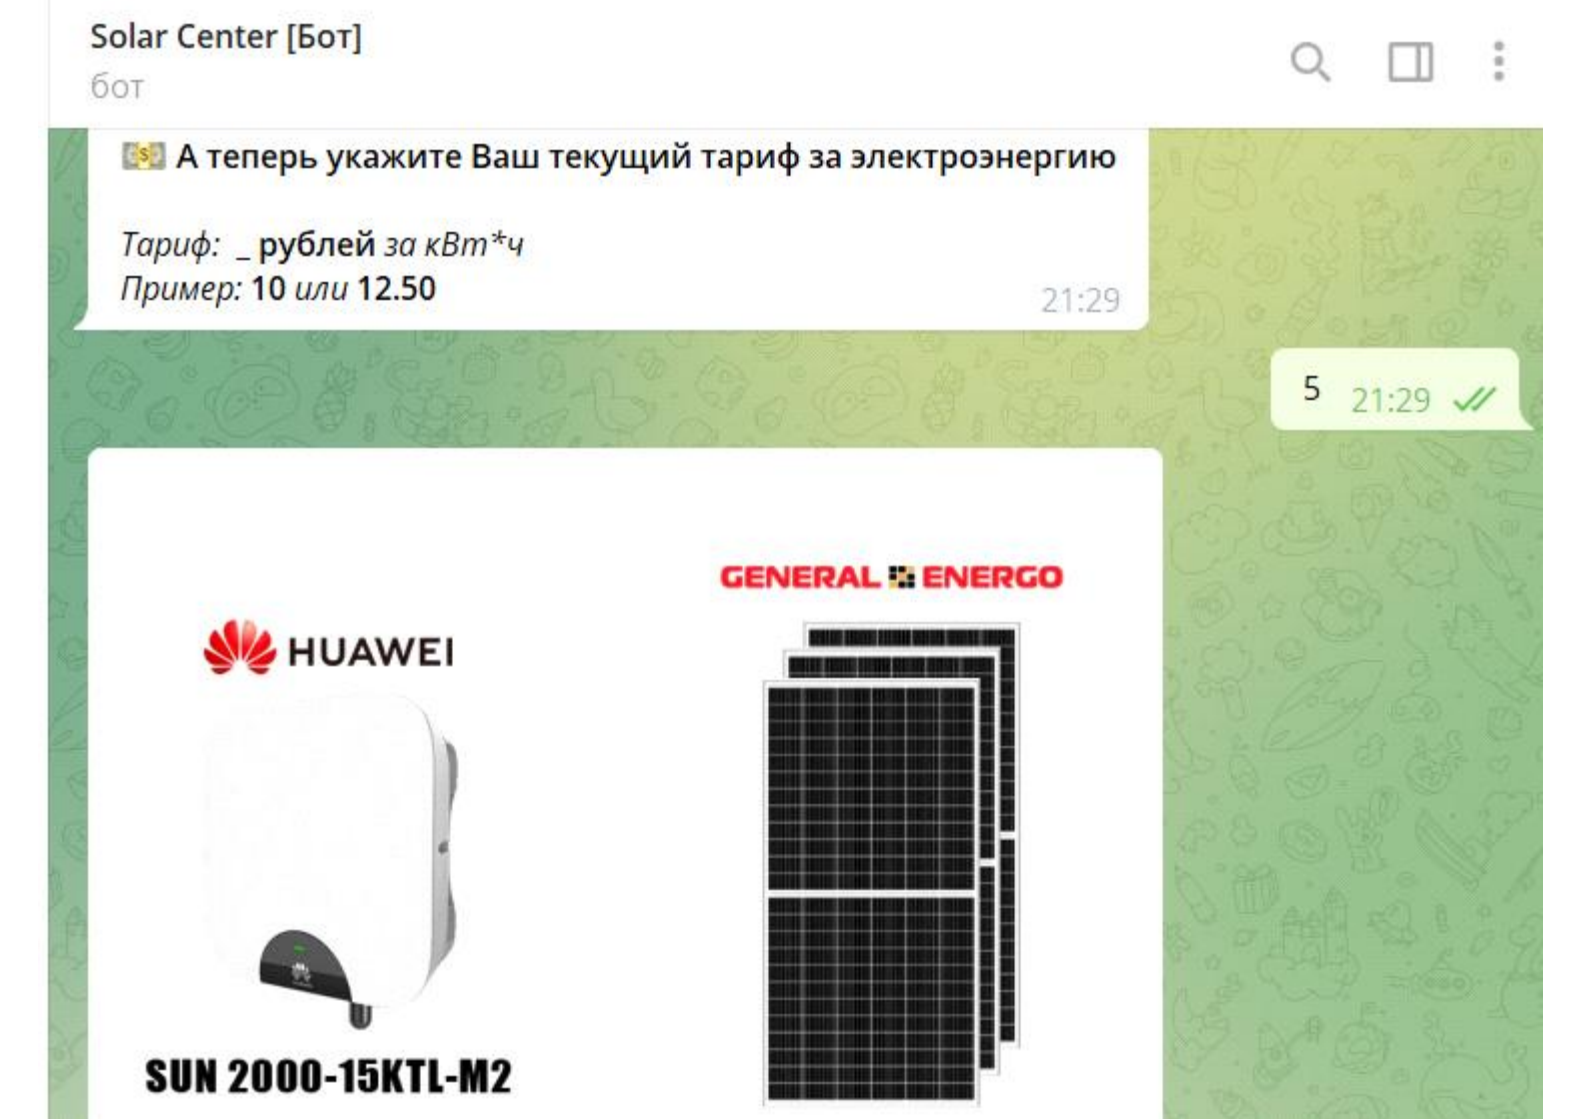 Solar Center [Бот]
бот
А теперь укажите Ваш текущий тариф за электроэнергию
Тариф: _ рублей за кВт*ч
Пример: 10 или 12.50
21:29
5 21:29
GENERAL ENERGO
HUAWEI
SUN 2000-15KTL-M2